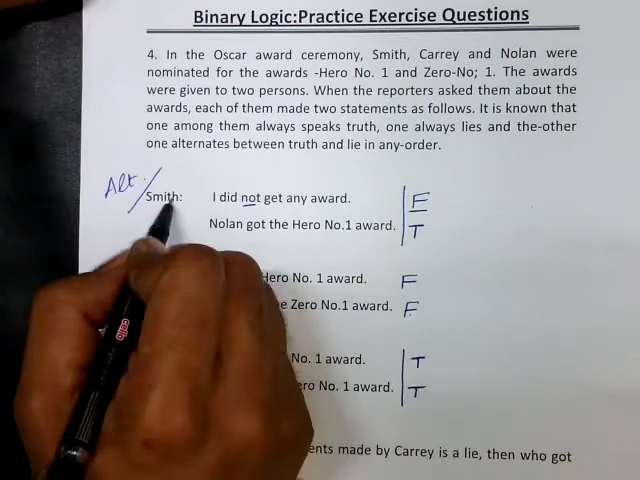 Binary Logic:Practice Exercise Questions
4. In the Oscar award ceremony, Smith, Carrey and Nolan were
nominated for the awards -Hero No. 1 and Zero-No; 1. The awards
were given to two persons. When the reporters asked them about the
awards, each of them made two statements as follows. It is known that
one among them always speaks truth, one always lies and the-other
one alternates between truth and lie in any-order.
Alt
Smith: I did not get any award. F
Nolan got the Hero No.1 award. T
Hero No. 1 award. F
e Zero No.1 award. F
No. 1 award. T
ero No. 1 award. T
ents made by Carrey is a lie, then who got
cello